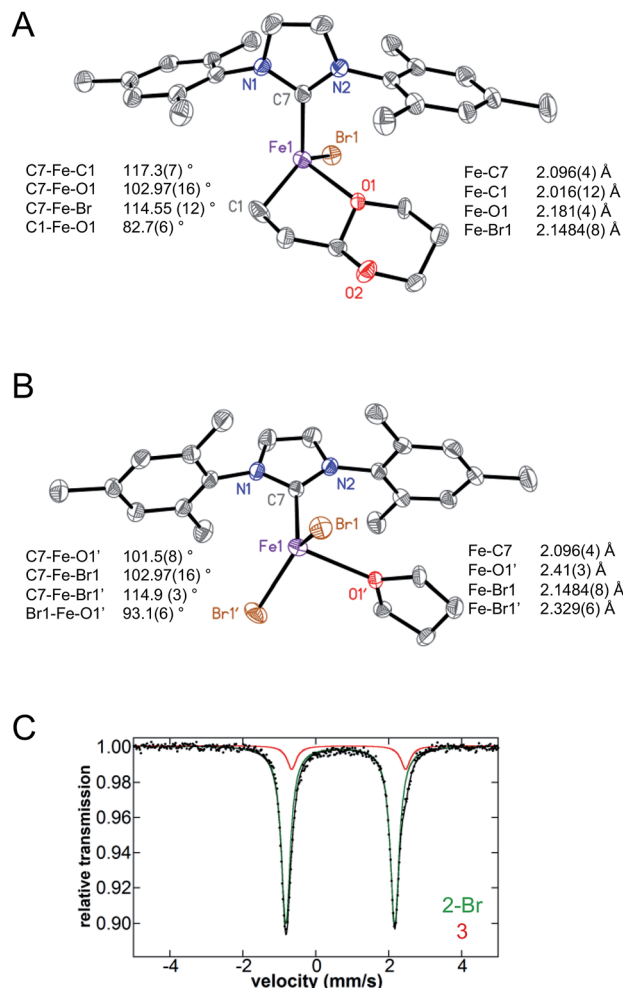 A
N1
N2
C7
Fe1
Br1
O1
C1
O2
C7-Fe-C1 117.3(7) °
C7-Fe-O1 102.97(16) °
C7-Fe-Br 114.55 (12) °
C1-Fe-O1 82.7(6) °
Fe-C7 2.096(4) Å
Fe-C1 2.016(12) Å
Fe-O1 2.181(4) Å
Fe-Br1 2.1484(8) Å
B
N1
N2
C7
Br1
Fe1
O1'
Br1'
C7-Fe-O1' 101.5(8) °
C7-Fe-Br1 102.97(16) °
C7-Fe-Br1' 114.9 (3) °
Br1-Fe-O1' 93.1(6) °
Fe-C7 2.096(4) Å
Fe-O1' 2.41(3) Å
Fe-Br1 2.1484(8) Å
Fe-Br1' 2.329(6) Å
C
relative transmission
1.00
0.98
0.96
0.94
0.92
0.90
2-Br
3
-4 -2 0 2 4
velocity (mm/s)